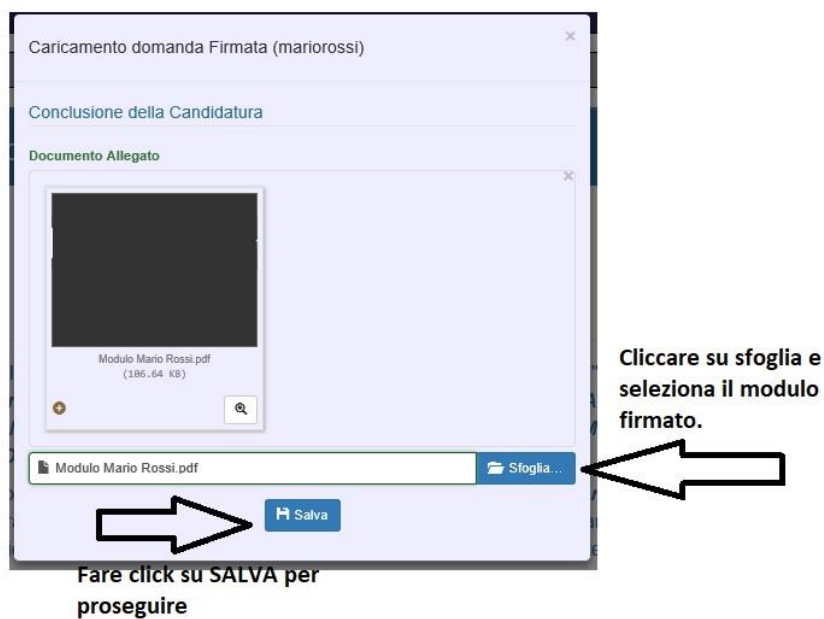 Caricamento domanda Firmata (mariorossi)
×
Conclusione della Candidatura
Documento Allegato
×
Modulo Mario Rossi.pdf
(106.64 KB)
Modulo Mario Rossi.pdf
Sfoglia...
Salva
Cliccare su sfoglia e
seleziona il modulo
firmato.
Fare click su SALVA per
proseguire